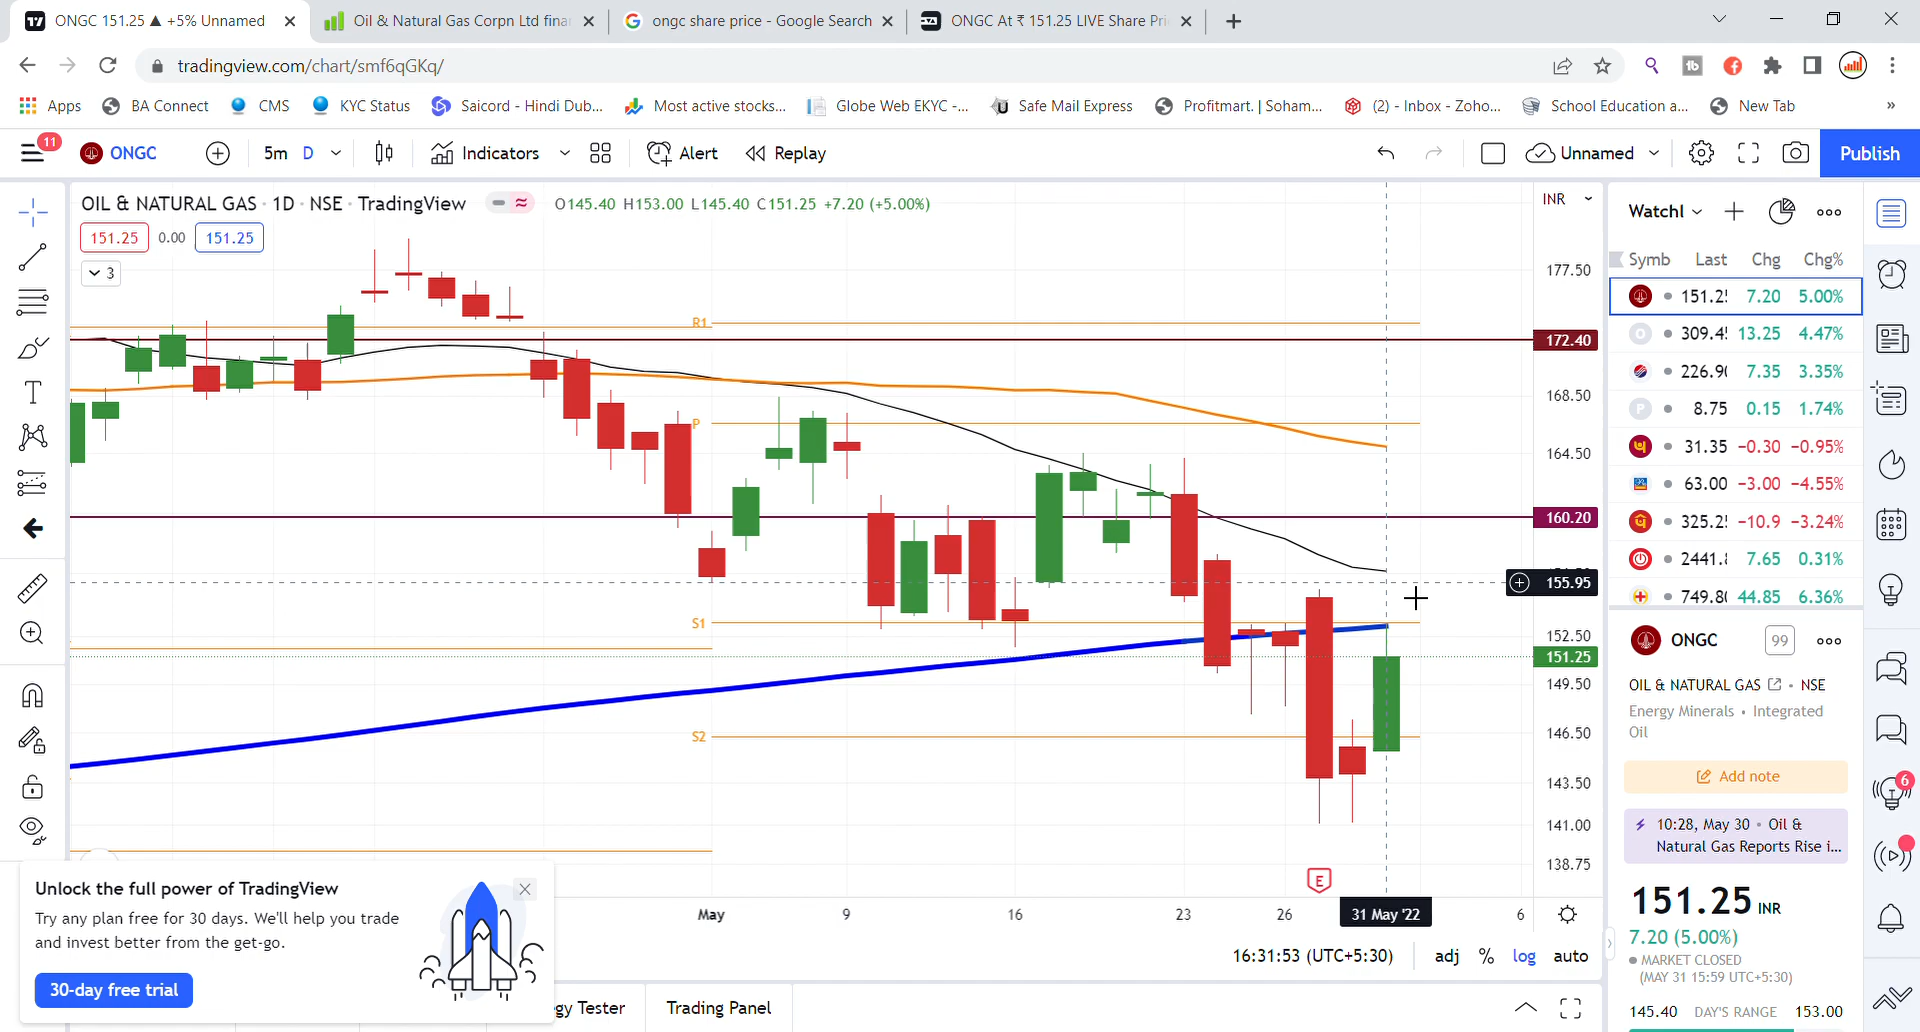 ONGC 151.25 ▲ +5% Unnamed
Oil & Natural Gas Corpn Ltd fina
ongc share price - Google Search
ONGC At ₹ 151.25 LIVE Share Pri
tradingview.com/chart/smf6qGKq/
Apps
BA Connect
CMS
KYC Status
Saicord - Hindi Dub...
Most active stocks...
Globe Web EKYC -...
Safe Mail Express
Profitmart. | Soham...
(2) - Inbox - Zoho...
School Education a...
New Tab
»
11
ONGC
5m D
Indicators
Alert
Replay
Unnamed
Publish
OIL & NATURAL GAS · 1D · NSE · TradingView
O145.40 H153.00 L145.40 C151.25 +7.20 (+5.00%)
151.25 0.00 151.25
3
INR
177.50
172.40
168.50
164.50
160.20
155.95
152.50
151.25
149.50
146.50
143.50
141.00
138.75
R1
P
S1
S2
E
May
9
16
23
26
31 May '22
6
16:31:53 (UTC+5:30)
adj % log auto
Unlock the full power of TradingView
Try any plan free for 30 days. We'll help you trade
and invest better from the get-go.
30-day free trial
gy Tester
Trading Panel
Watchl
Symb Last Chg Chg%
151.2 7.20 5.00%
309.4 13.25 4.47%
226.90 7.35 3.35%
P 8.75 0.15 1.74%
31.35 −0.30 −0.95%
63.00 −3.00 −4.55%
325.2 −10.9 −3.24%
2441. 7.65 0.31%
749.80 44.85 6.36%
ONGC
99
OIL & NATURAL GAS • NSE
Energy Minerals • Integrated
Oil
Add note
10:28, May 30 • Oil &
Natural Gas Reports Rise i...
151.25 INR
7.20 (5.00%)
MARKET CLOSED
(MAY 31 15:59 UTC+5:30)
145.40 DAY'S RANGE 153.00
6